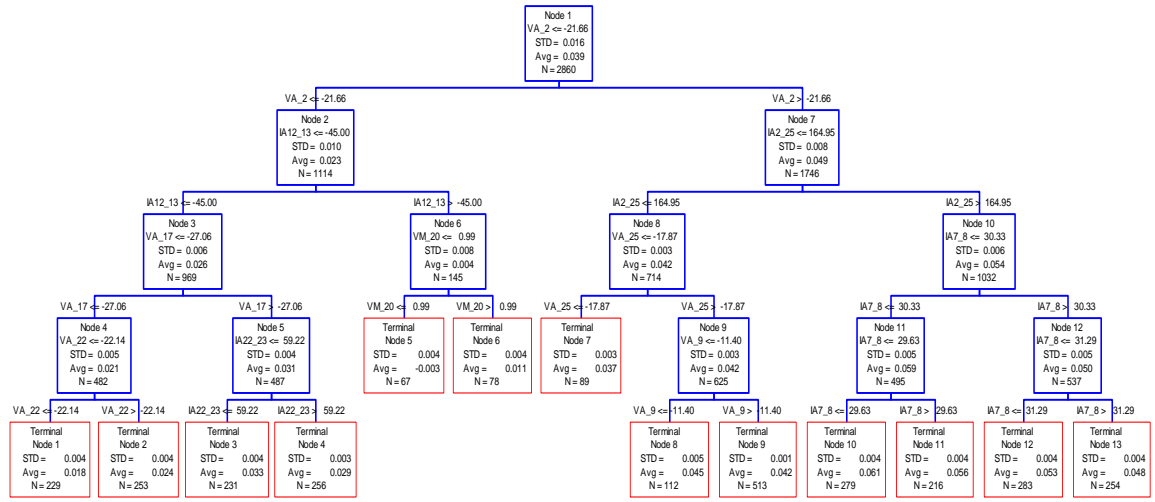 Node 1
VA_2 <= -21.66
STD = 0.016
Avg = 0.039
N = 2860
VA_2 <= -21.66
VA_2 > -21.66
Node 2
IA12_13 <= -45.00
STD = 0.010
Avg = 0.023
N = 1114
Node 7
IA2_25 <= 164.95
STD = 0.008
Avg = 0.049
N = 1746
IA12_13 <= -45.00
IA12_13 > -45.00
IA2_25 <= 164.95
IA2_25 > 164.95
Node 3
VA_17 <= -27.06
STD = 0.006
Avg = 0.026
N = 969
Node 6
VM_20 <= 0.99
STD = 0.008
Avg = 0.004
N = 145
Node 8
VA_25 <= -17.87
STD = 0.003
Avg = 0.042
N = 714
Node 10
IA7_8 <= 30.33
STD = 0.006
Avg = 0.054
N = 1032
VA_17 <= -27.06
VA_17 > -27.06
VM_20 <= 0.99
VM_20 > 0.99
VA_25 <= -17.87
VA_25 > -17.87
IA7_8 <= 30.33
IA7_8 > 30.33
Node 4
VA_22 <= -22.14
STD = 0.005
Avg = 0.021
N = 482
Node 5
IA22_23 <= 59.22
STD = 0.004
Avg = 0.031
N = 487
Terminal
Node 5
STD = 0.004
Avg = -0.003
N = 67
Terminal
Node 6
STD = 0.004
Avg = 0.011
N = 78
Terminal
Node 7
STD = 0.003
Avg = 0.037
N = 89
Node 9
VA_9 <= -11.40
STD = 0.003
Avg = 0.042
N = 625
Node 11
IA7_8 <= 29.63
STD = 0.005
Avg = 0.059
N = 495
Node 12
IA7_8 <= 31.29
STD = 0.005
Avg = 0.050
N = 537
VA_22 <= -22.14
VA_22 > -22.14
IA22_23 <= 59.22
IA22_23 > 59.22
VA_9 <= -11.40
VA_9 > -11.40
IA7_8 <= 29.63
IA7_8 > 29.63
IA7_8 <= 31.29
IA7_8 > 31.29
Terminal
Node 1
STD = 0.004
Avg = 0.018
N = 229
Terminal
Node 2
STD = 0.004
Avg = 0.024
N = 253
Terminal
Node 3
STD = 0.004
Avg = 0.033
N = 231
Terminal
Node 4
STD = 0.003
Avg = 0.029
N = 256
Terminal
Node 8
STD = 0.005
Avg = 0.045
N = 112
Terminal
Node 9
STD = 0.001
Avg = 0.042
N = 513
Terminal
Node 10
STD = 0.004
Avg = 0.061
N = 279
Terminal
Node 11
STD = 0.004
Avg = 0.056
N = 216
Terminal
Node 12
STD = 0.004
Avg = 0.053
N = 283
Terminal
Node 13
STD = 0.004
Avg = 0.048
N = 254